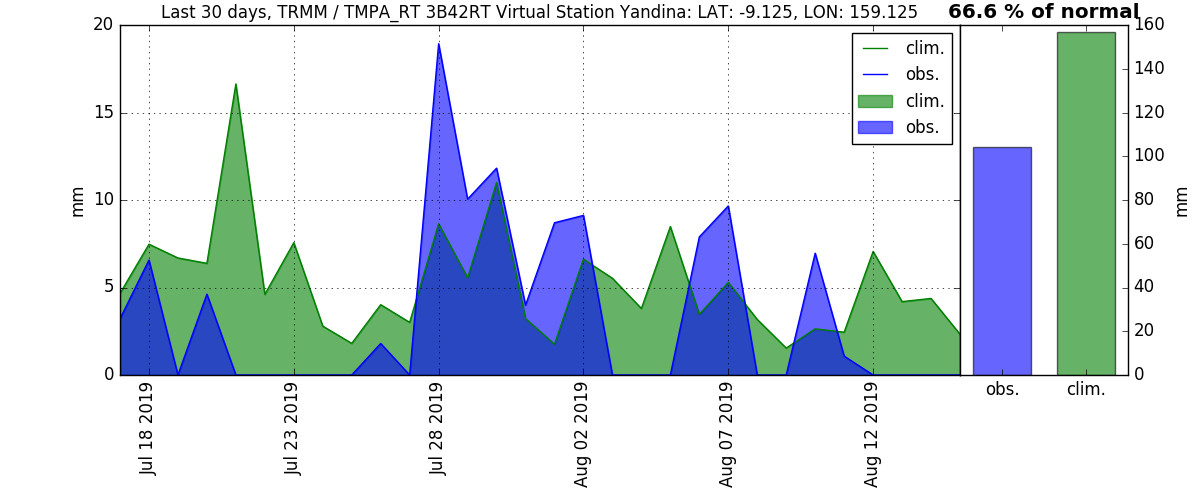 Last 30 days, TRMM / TMPA_RT 3B42RT Virtual Station Yandina: LAT: -9.125, LON: 159.125
66.6 % of normal
20
15
10
5
0
mm
clim.
obs.
clim.
obs.
160
140
120
100
80
60
40
20
0
mm
obs.
clim.
Jul 18 2019
Jul 23 2019
Jul 28 2019
Aug 02 2019
Aug 07 2019
Aug 12 2019